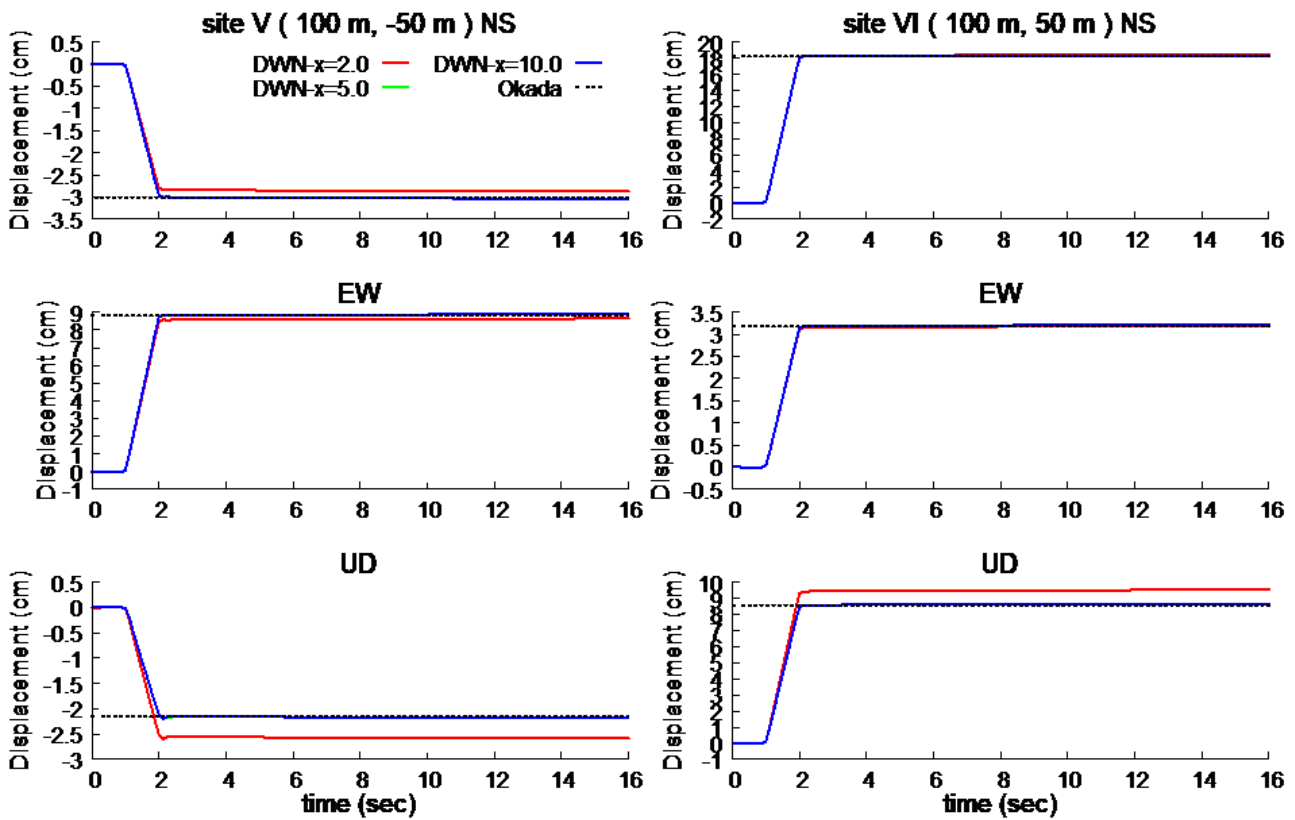 site V ( 100 m, -50 m ) NS
Displacement (cm)
0.5
0
-0.5
-1
-1.5
-2
-2.5
-3
-3.5
DWN-x=2.0
DWN-x=10.0
DWN-x=5.0
Okada
0 2 4 6 8 10 12 14 16
site VI ( 100 m, 50 m ) NS
Displacement (cm)
20
18
16
14
12
10
8
6
4
2
0
-2
0 2 4 6 8 10 12 14 16
EW
Displacement (cm)
9
8
7
6
5
4
3
2
1
0
-1
0 2 4 6 8 10 12 14 16
EW
Displacement (cm)
3.5
3
2.5
2
1.5
1
0.5
0
-0.5
0 2 4 6 8 10 12 14 16
UD
Displacement (cm)
0.5
0
-0.5
-1
-1.5
-2
-2.5
-3
0 2 4 6 8 10 12 14 16
time (sec)
UD
Displacement (cm)
10
9
8
7
6
5
4
3
2
1
0
-1
0 2 4 6 8 10 12 14 16
time (sec)